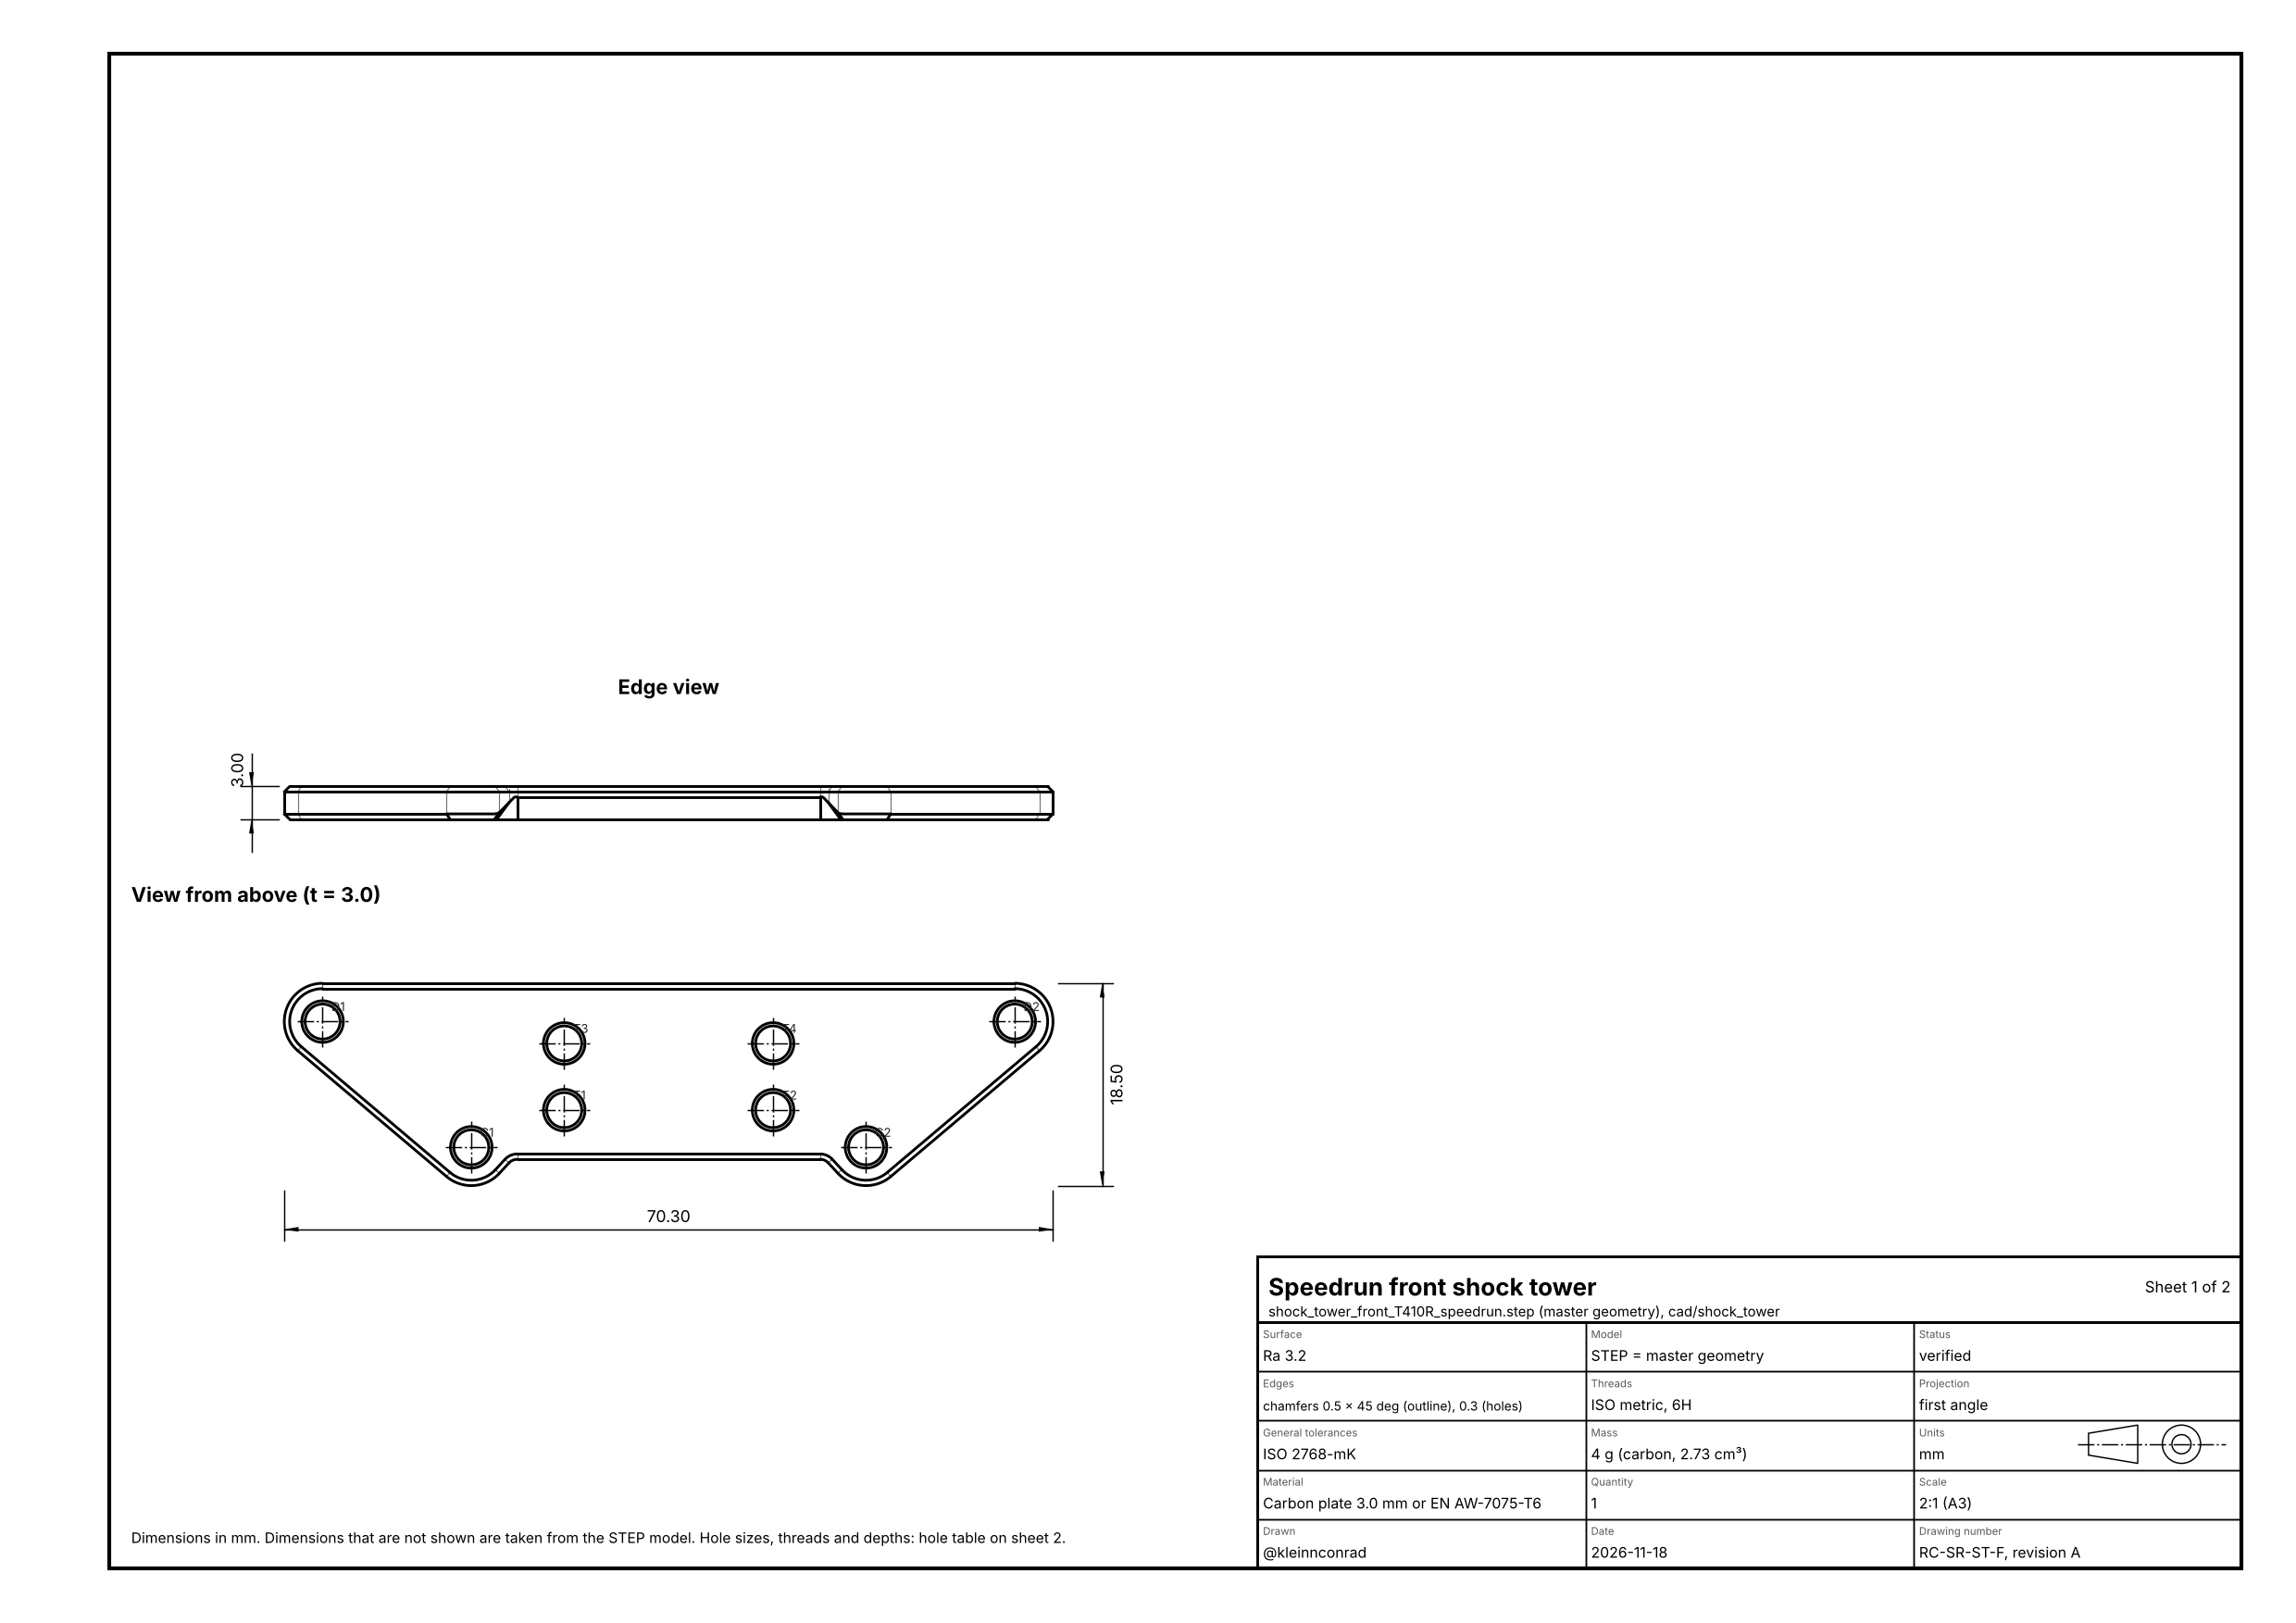 Edge view
3.00
View from above (t = 3.0)
18.50
70.30
Speedrun front shock tower
Sheet 1 of 2
shock_tower_front_T410R_speedrun.step (master geometry), cad/shock_tower
Surface
Ra 3.2
Model
STEP = master geometry
Status
verified
Edges
chamfers 0.5 × 45 deg (outline), 0.3 (holes)
Threads
ISO metric, 6H
Projection
first angle
General tolerances
ISO 2768-mK
Mass
4 g (carbon, 2.73 cm³)
Units
mm
Material
Carbon plate 3.0 mm or EN AW-7075-T6
Quantity
1
Scale
2:1 (A3)
Drawn
@kleinnconrad
Date
2026-11-18
Drawing number
RC-SR-ST-F, revision A
Dimensions in mm. Dimensions that are not shown are taken from the STEP model. Hole sizes, threads and depths: hole table on sheet 2.